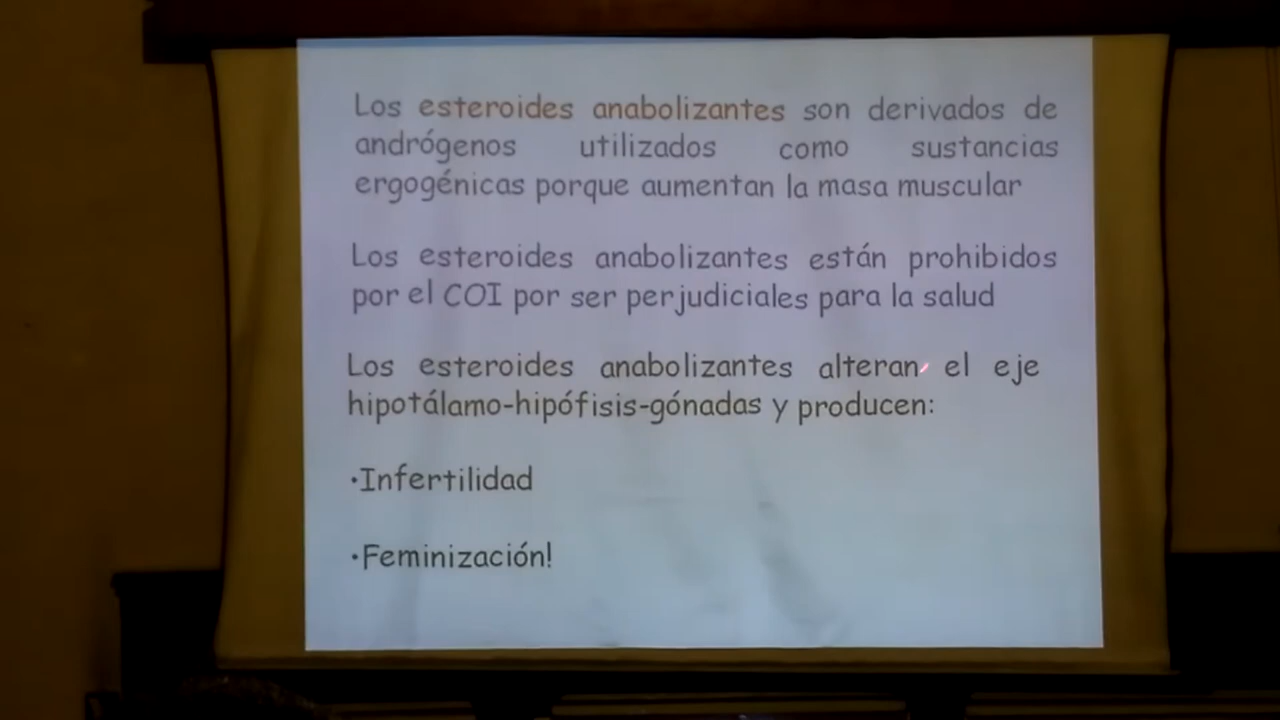 Los esteroides anabolizantes son derivados de
andrógenos utilizados como sustancias
ergogénicas porque aumentan la masa muscular
Los esteroides anabolizantes están prohibidos
por el COI por ser perjudiciales para la salud
Los esteroides anabolizantes alteran el eje
hipotálamo-hipófisis-gónadas y producen:
•Infertilidad
•Feminización!